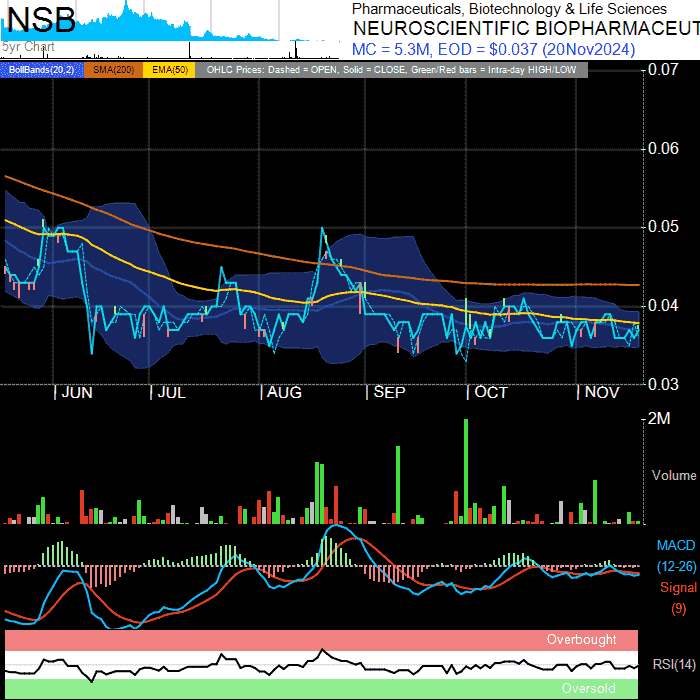 NSB
5yr Chart
Pharmaceuticals, Biotechnology & Life Sciences
NEUROSCIENTIFIC BIOPHARMACEUT
MC = 5.3M, EOD = $0.037 (20Nov2024)
BollBands(20,2) SMA(200) EMA(50) OHLC Prices: Dashed = OPEN, Solid = CLOSE, Green/Red bars = Intra-day HIGH/LOW
0.07
0.06
0.05
0.04
0.03
JUN JUL AUG SEP OCT NOV
2M
Volume
MACD
(12-26)
Signal
(9)
Overbought
RSI(14)
Oversold